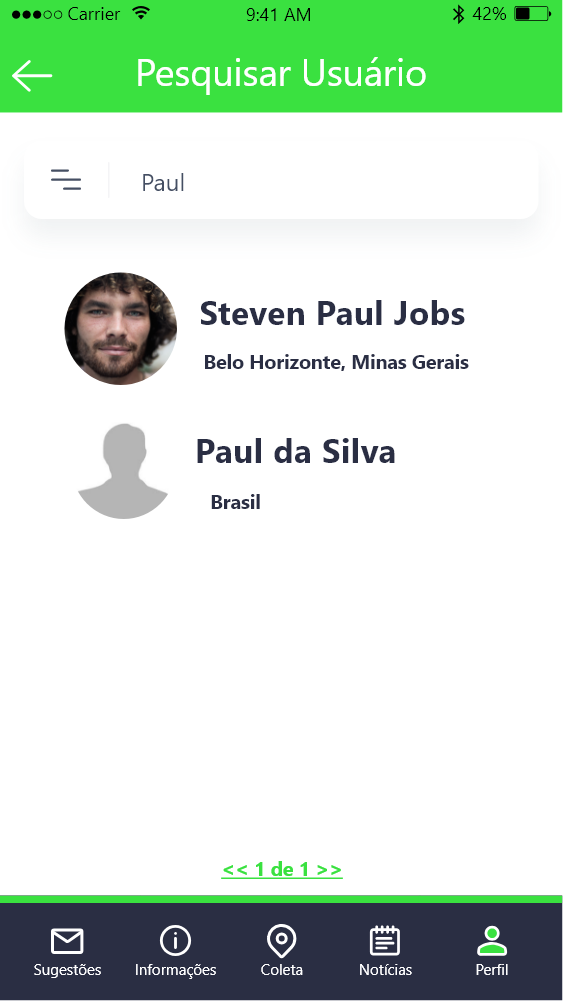 Carrier 9:41 AM 42%
Pesquisar Usuário
Paul
Steven Paul Jobs
Belo Horizonte, Minas Gerais
Paul da Silva
Brasil
<< 1 de 1 >>
Sugestões Informações Coleta Notícias Perfil